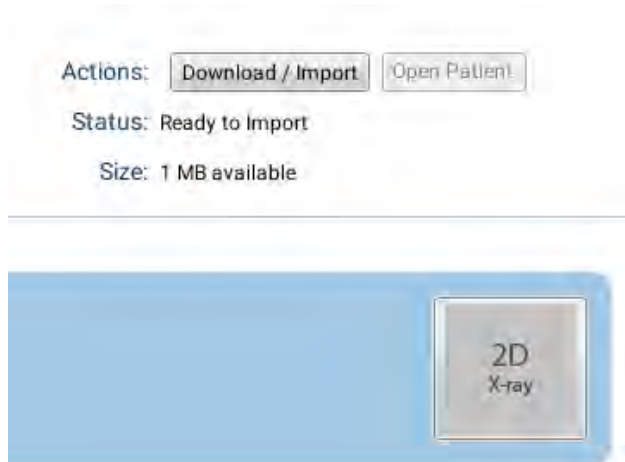 Actions: Download / Import Open Patient
Status: Ready to Import
Size: 1 MB available
2D
X-ray